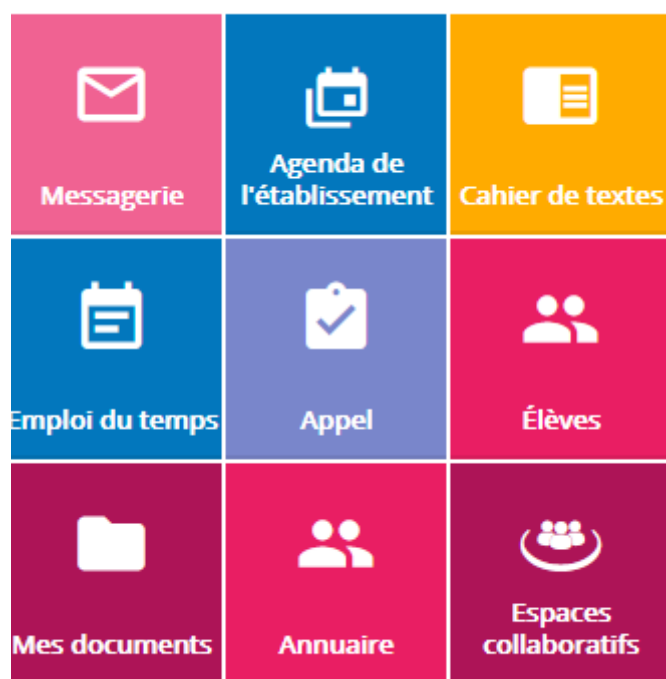 Messagerie
Agenda de
l'établissement
Cahier de textes
Emploi du temps
Appel
Élèves
Mes documents
Annuaire
Espaces
collaboratifs